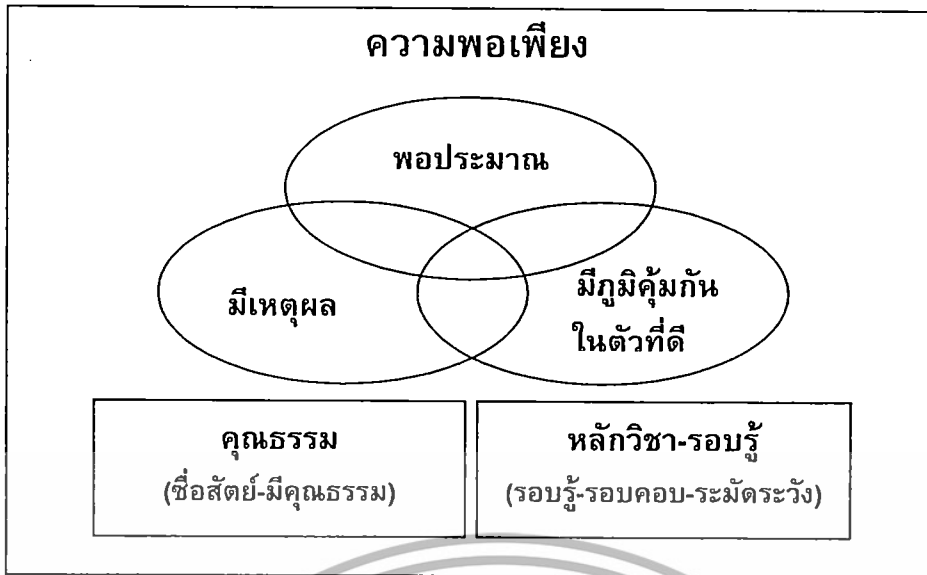 ความพอเพียง
พอประมาณ
มีเหตุผล
มีภูมิคุ้มกัน
ในตัวที่ดี
คุณธรรม
(ซื่อสัตย์-มีคุณธรรม)
หลักวิชา-รอบรู้
(รอบรู้-รอบคอบ-ระมัดระวัง)